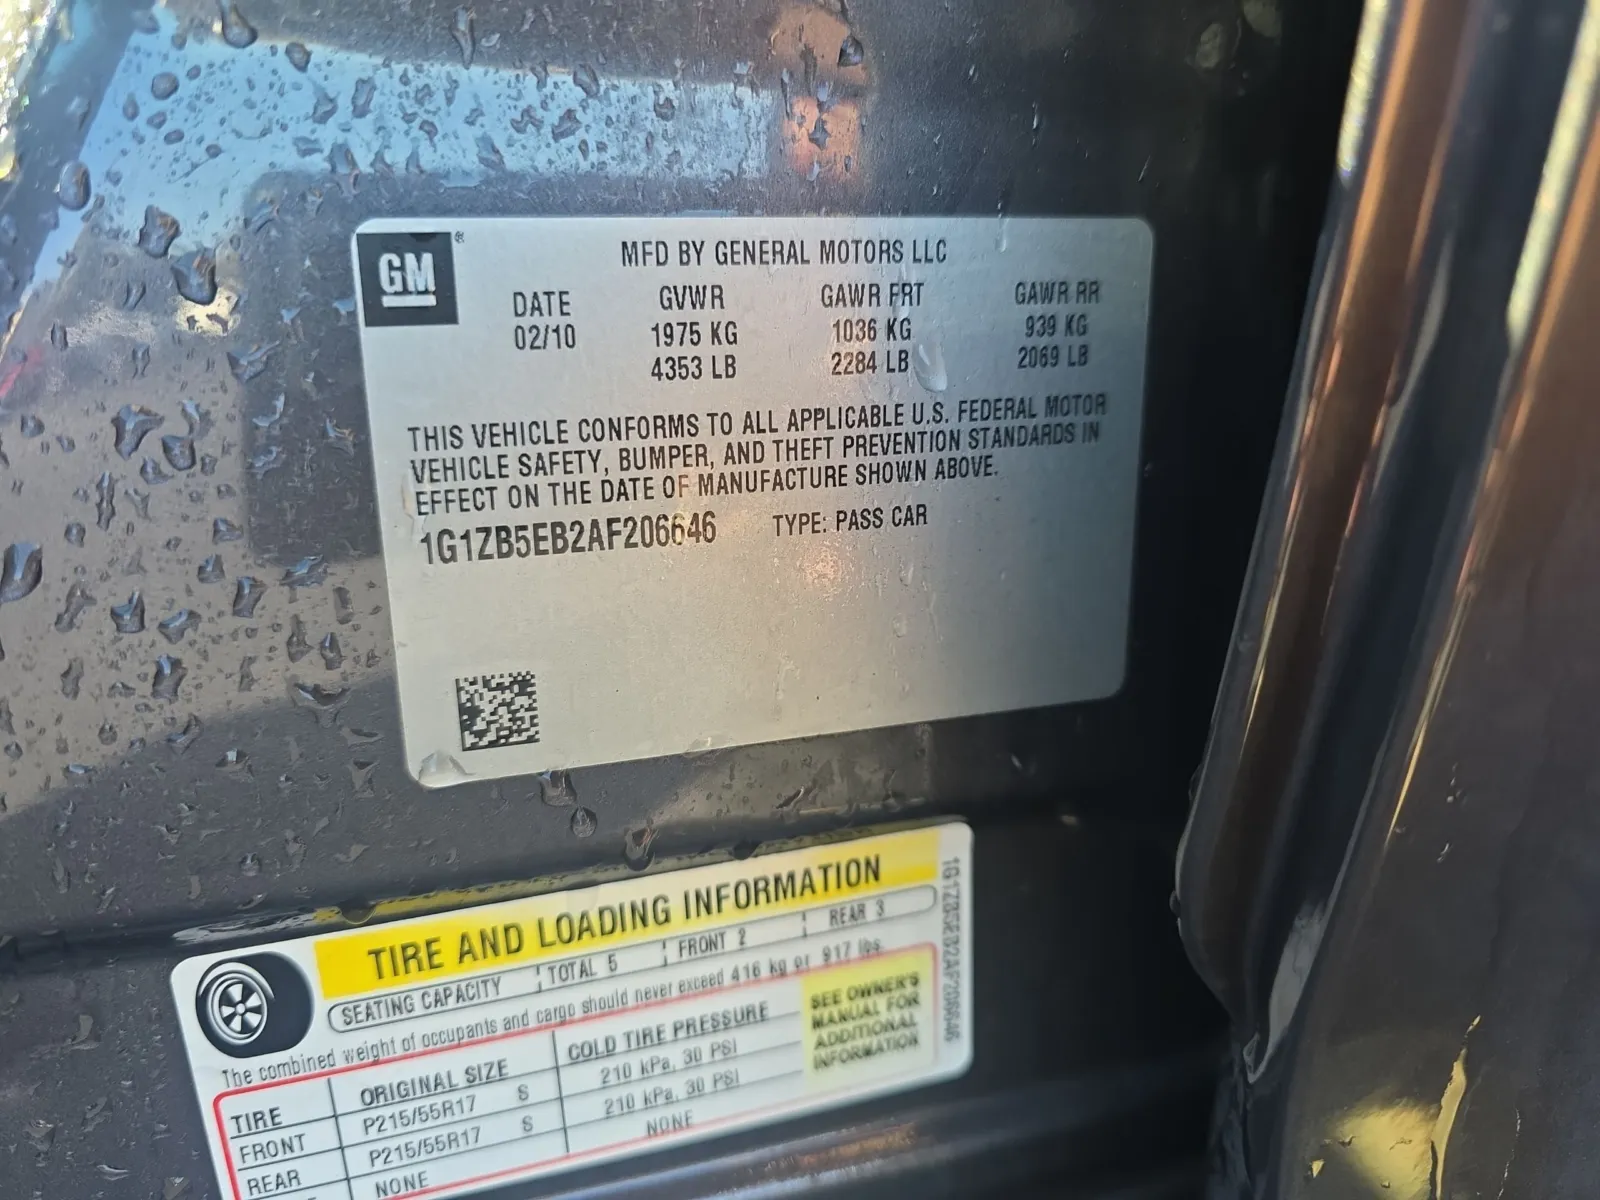 GM ®
MFD BY GENERAL MOTORS LLC
DATE GVWR GAWR FRT GAWR RR
02/10 1975 KG 1036 KG 939 KG
4353 LB 2284 LB 2069 LB
THIS VEHICLE CONFORMS TO ALL APPLICABLE U.S. FEDERAL MOTOR
VEHICLE SAFETY, BUMPER, AND THEFT PREVENTION STANDARDS IN
EFFECT ON THE DATE OF MANUFACTURE SHOWN ABOVE.
1G1ZB5EB2AF206646 TYPE: PASS CAR
TIRE AND LOADING INFORMATION
SEATING CAPACITY TOTAL 5 FRONT 2 REAR 3
The combined weight of occupants and cargo should never exceed 416 kg or 917 lbs.
TIRE ORIGINAL SIZE COLD TIRE PRESSURE
FRONT P215/55R17 S 210 kPa, 30 PSI
REAR P215/55R17 S 210 kPa, 30 PSI
NONE NONE
SEE OWNER'S
MANUAL FOR
ADDITIONAL
INFORMATION
1G1ZB5EB2AF206646